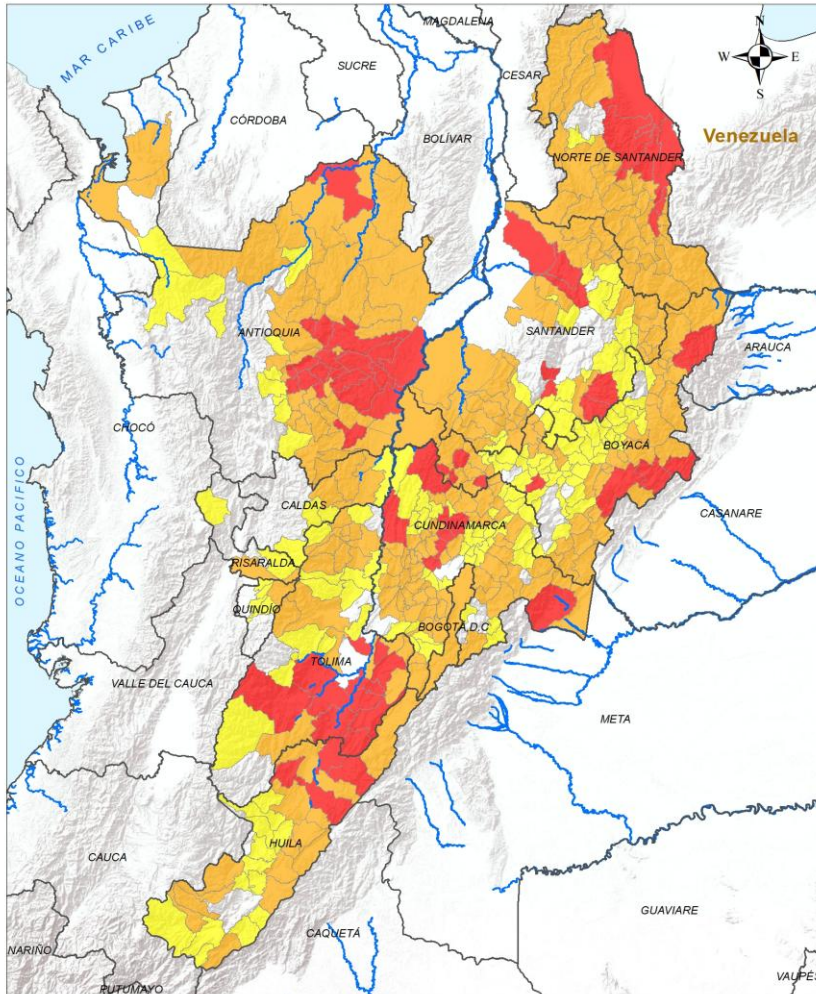 MAGDALENA
MAR CARIBE
SUCRE
CESAR
N
W
E
S
CÓRDOBA
BOLÍVAR
Venezuela
NORTE DE SANTANDER
ANTIOQUIA
SANTANDER
ARAUCA
CHOCÓ
BOYACÁ
CALDAS
CASANARE
CUNDINAMARCA
OCEANO PACIFICO
RISARALDA
QUINDÍO
BOGOTÁ,D.C
TOLIMA
VALLE DEL CAUCA
META
HUILA
CAUCA
GUAVIARE
CAQUETÁ
NARIÑO
PUTUMAYO
VAUPÉS